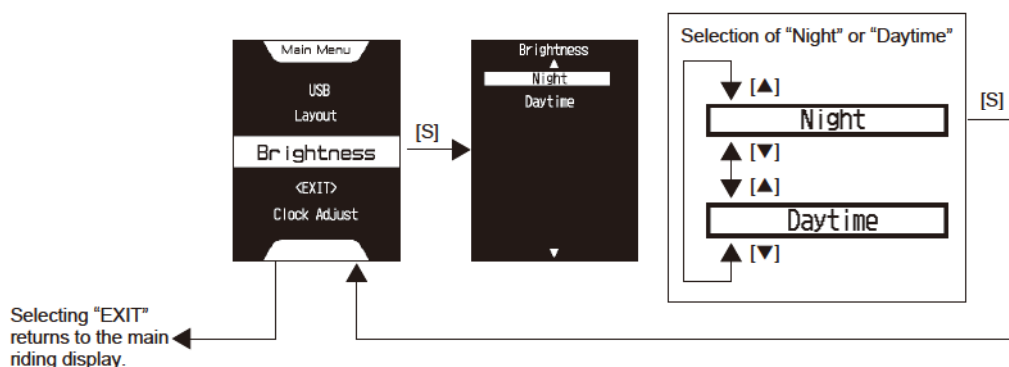 Main Menu
USB
Layout
Brightness
<EXIT>
Clock Adjust
[S]
Brightness
▲
Night
Daytime
▼
Selection of “Night” or “Daytime”
[▲]
Night
[▼]
[▲]
Daytime
[▼]
[S]
Selecting “EXIT”
returns to the main
riding display.